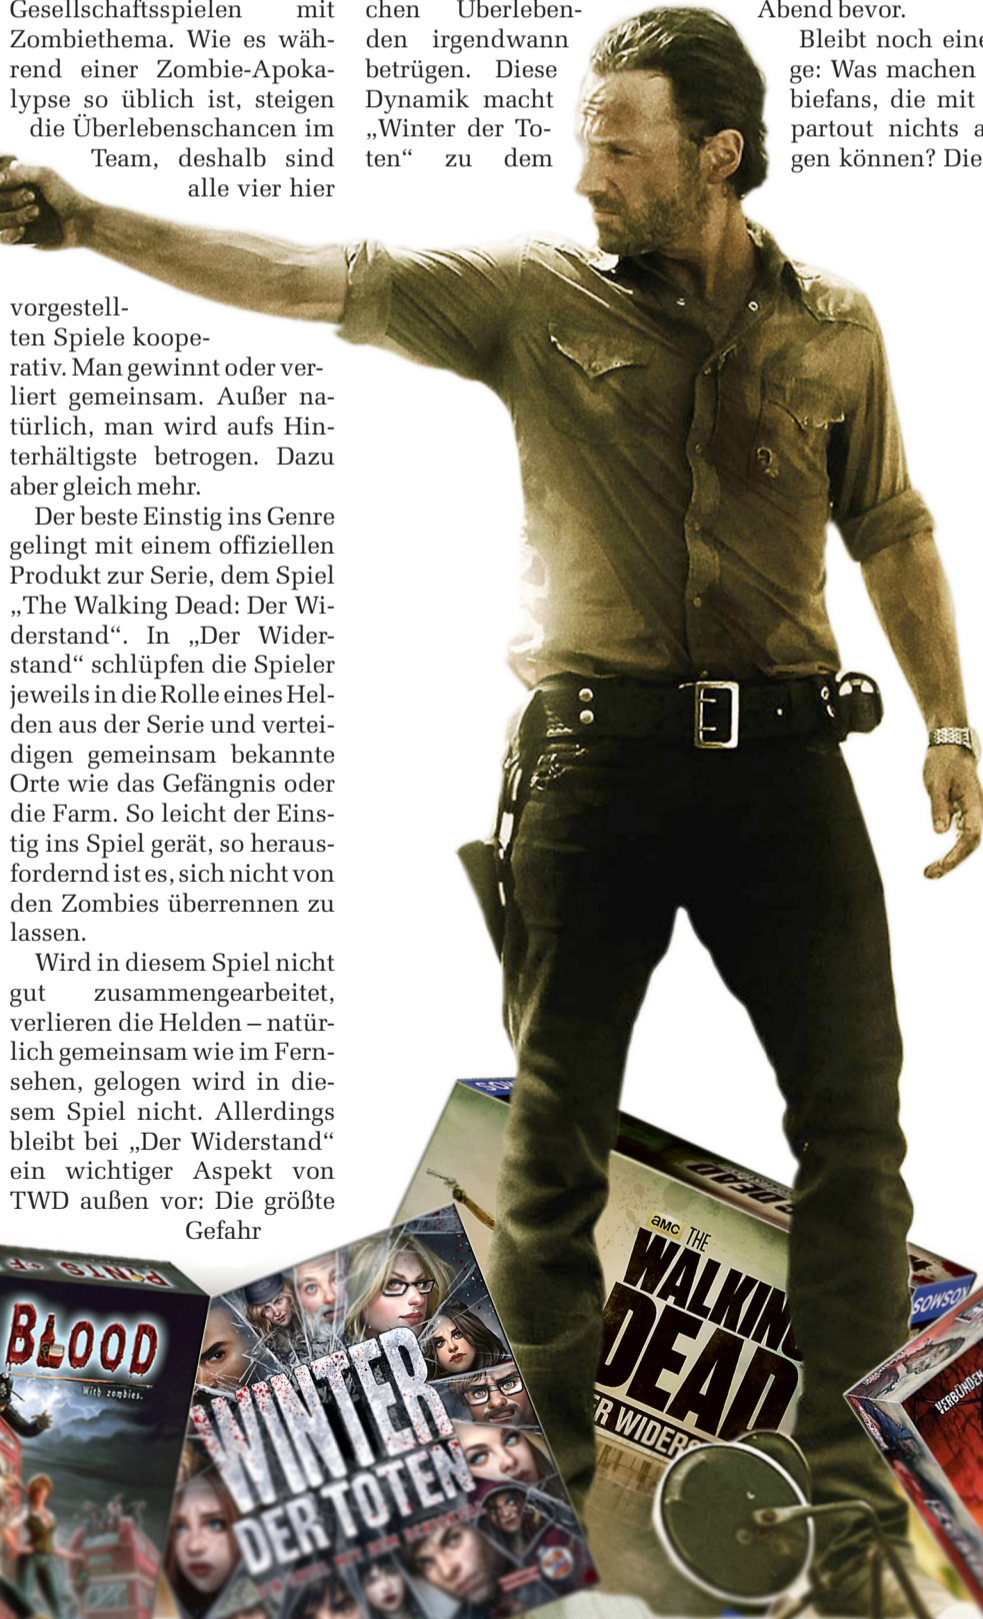 Gesellschaftsspielen mit
Zombiethema. Wie es wäh-
rend einer Zombie-Apoka-
lypse so üblich ist, steigen
die Überlebenschancen im
Team, deshalb sind
alle vier hier
vorgestell-
ten Spiele koope-
rativ. Man gewinnt oder ver-
liert gemeinsam. Außer na-
türlich, man wird aufs Hin-
terhältigste betrogen. Dazu
aber gleich mehr.
Der beste Einstig ins Genre
gelingt mit einem offiziellen
Produkt zur Serie, dem Spiel
„The Walking Dead: Der Wi-
derstand“. In „Der Wider-
stand“ schlüpfen die Spieler
jeweils in die Rolle eines Hel-
den aus der Serie und vertei-
digen gemeinsam bekannte
Orte wie das Gefängnis oder
die Farm. So leicht der Eins-
tig ins Spiel gerät, so heraus-
fordernd ist es, sich nicht von
den Zombies überrennen zu
lassen.
Wird in diesem Spiel nicht
gut zusammengearbeitet,
verlieren die Helden – natür-
lich gemeinsam wie im Fern-
sehen, gelogen wird in die-
sem Spiel nicht. Allerdings
bleibt bei „Der Widerstand“
ein wichtiger Aspekt von
TWD außen vor: Die größte
Gefahr
chen Überleben-
den irgendwann
betrügen. Diese
Dynamik macht
„Winter der To-
ten“ zu dem
Abend bevor.
Bleibt noch eine
ge: Was machen
biefans, die mit
partout nichts a
gen können? Die
PINTS OF
BLOOD
With zombies.
WINTER
DER TOTEN
KOSMOS
DEAD
amc THE
WALKING
DEAD
ER WIDERS
KOSMOS
VERBÜNDEN